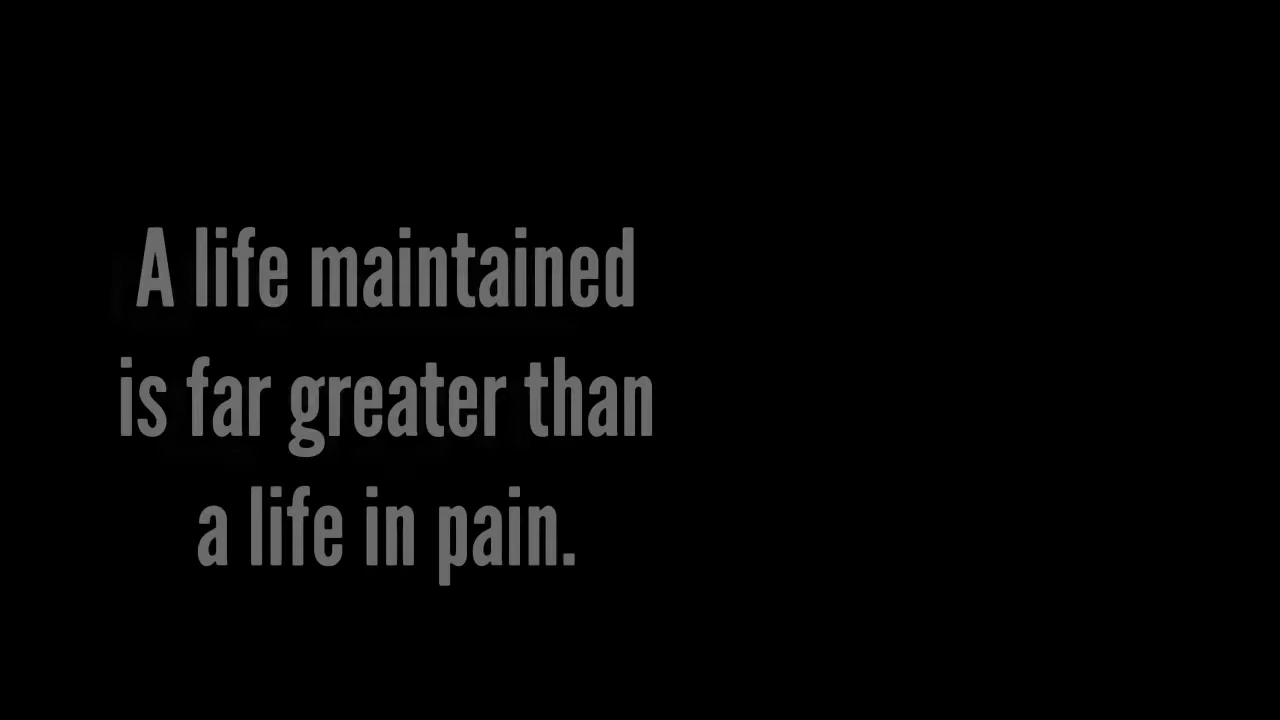 A life maintained
is far greater than
a life in pain.